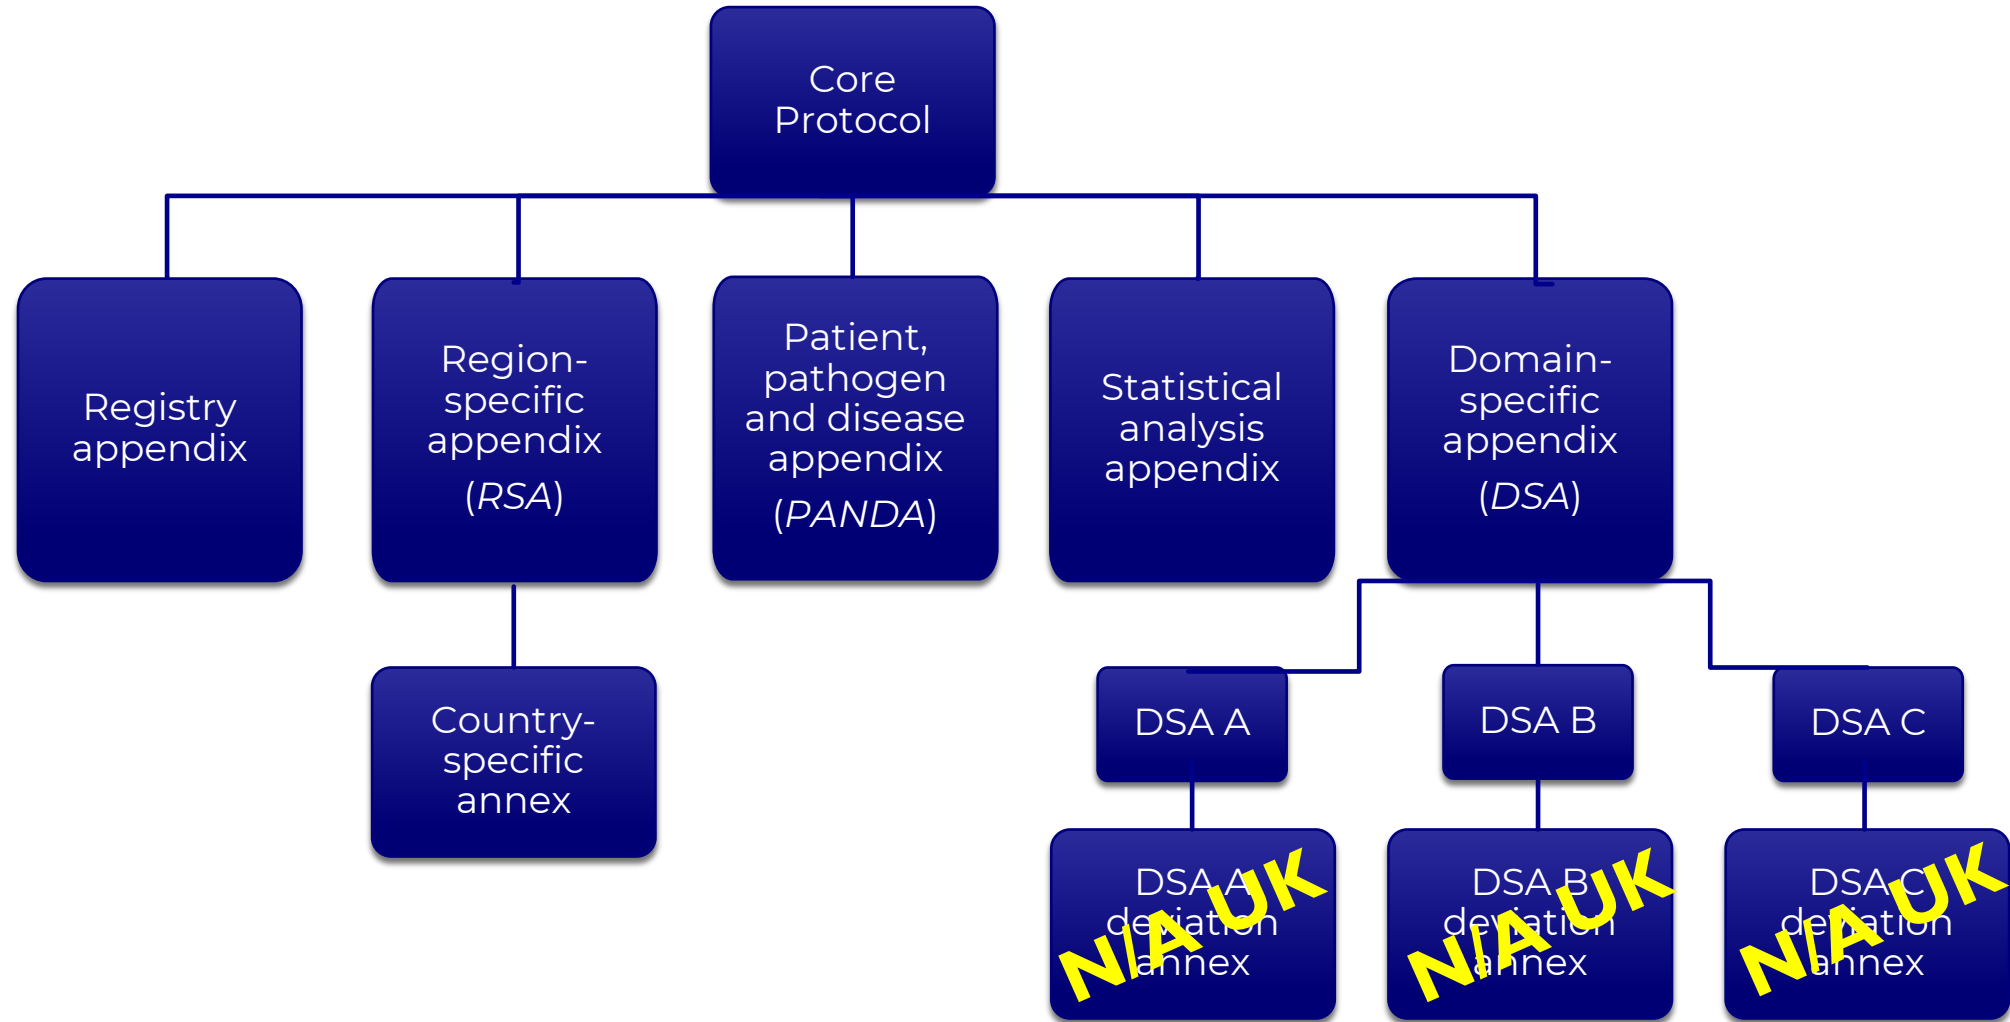 Core
Protocol
Registry
appendix
Region-
specific
appendix
(RSA)
Patient,
pathogen
and disease
appendix
(PANDA)
Statistical
analysis
appendix
Domain-
specific
appendix
(DSA)
Country-
specific
annex
DSA A
DSA B
DSA C
DSA A
deviation
annex
N/A UK
DSA B
deviation
annex
N/A UK
DSA C
deviation
annex
N/A UK